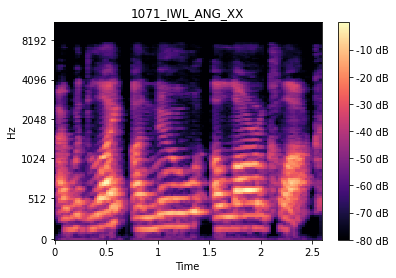 1071_IWL_ANG_XX
8192
4096
2048
1024
512
0
Hz
0 0.5 1 1.5 2 2.5
Time
-10 dB
-20 dB
-30 dB
-40 dB
-50 dB
-60 dB
-70 dB
-80 dB